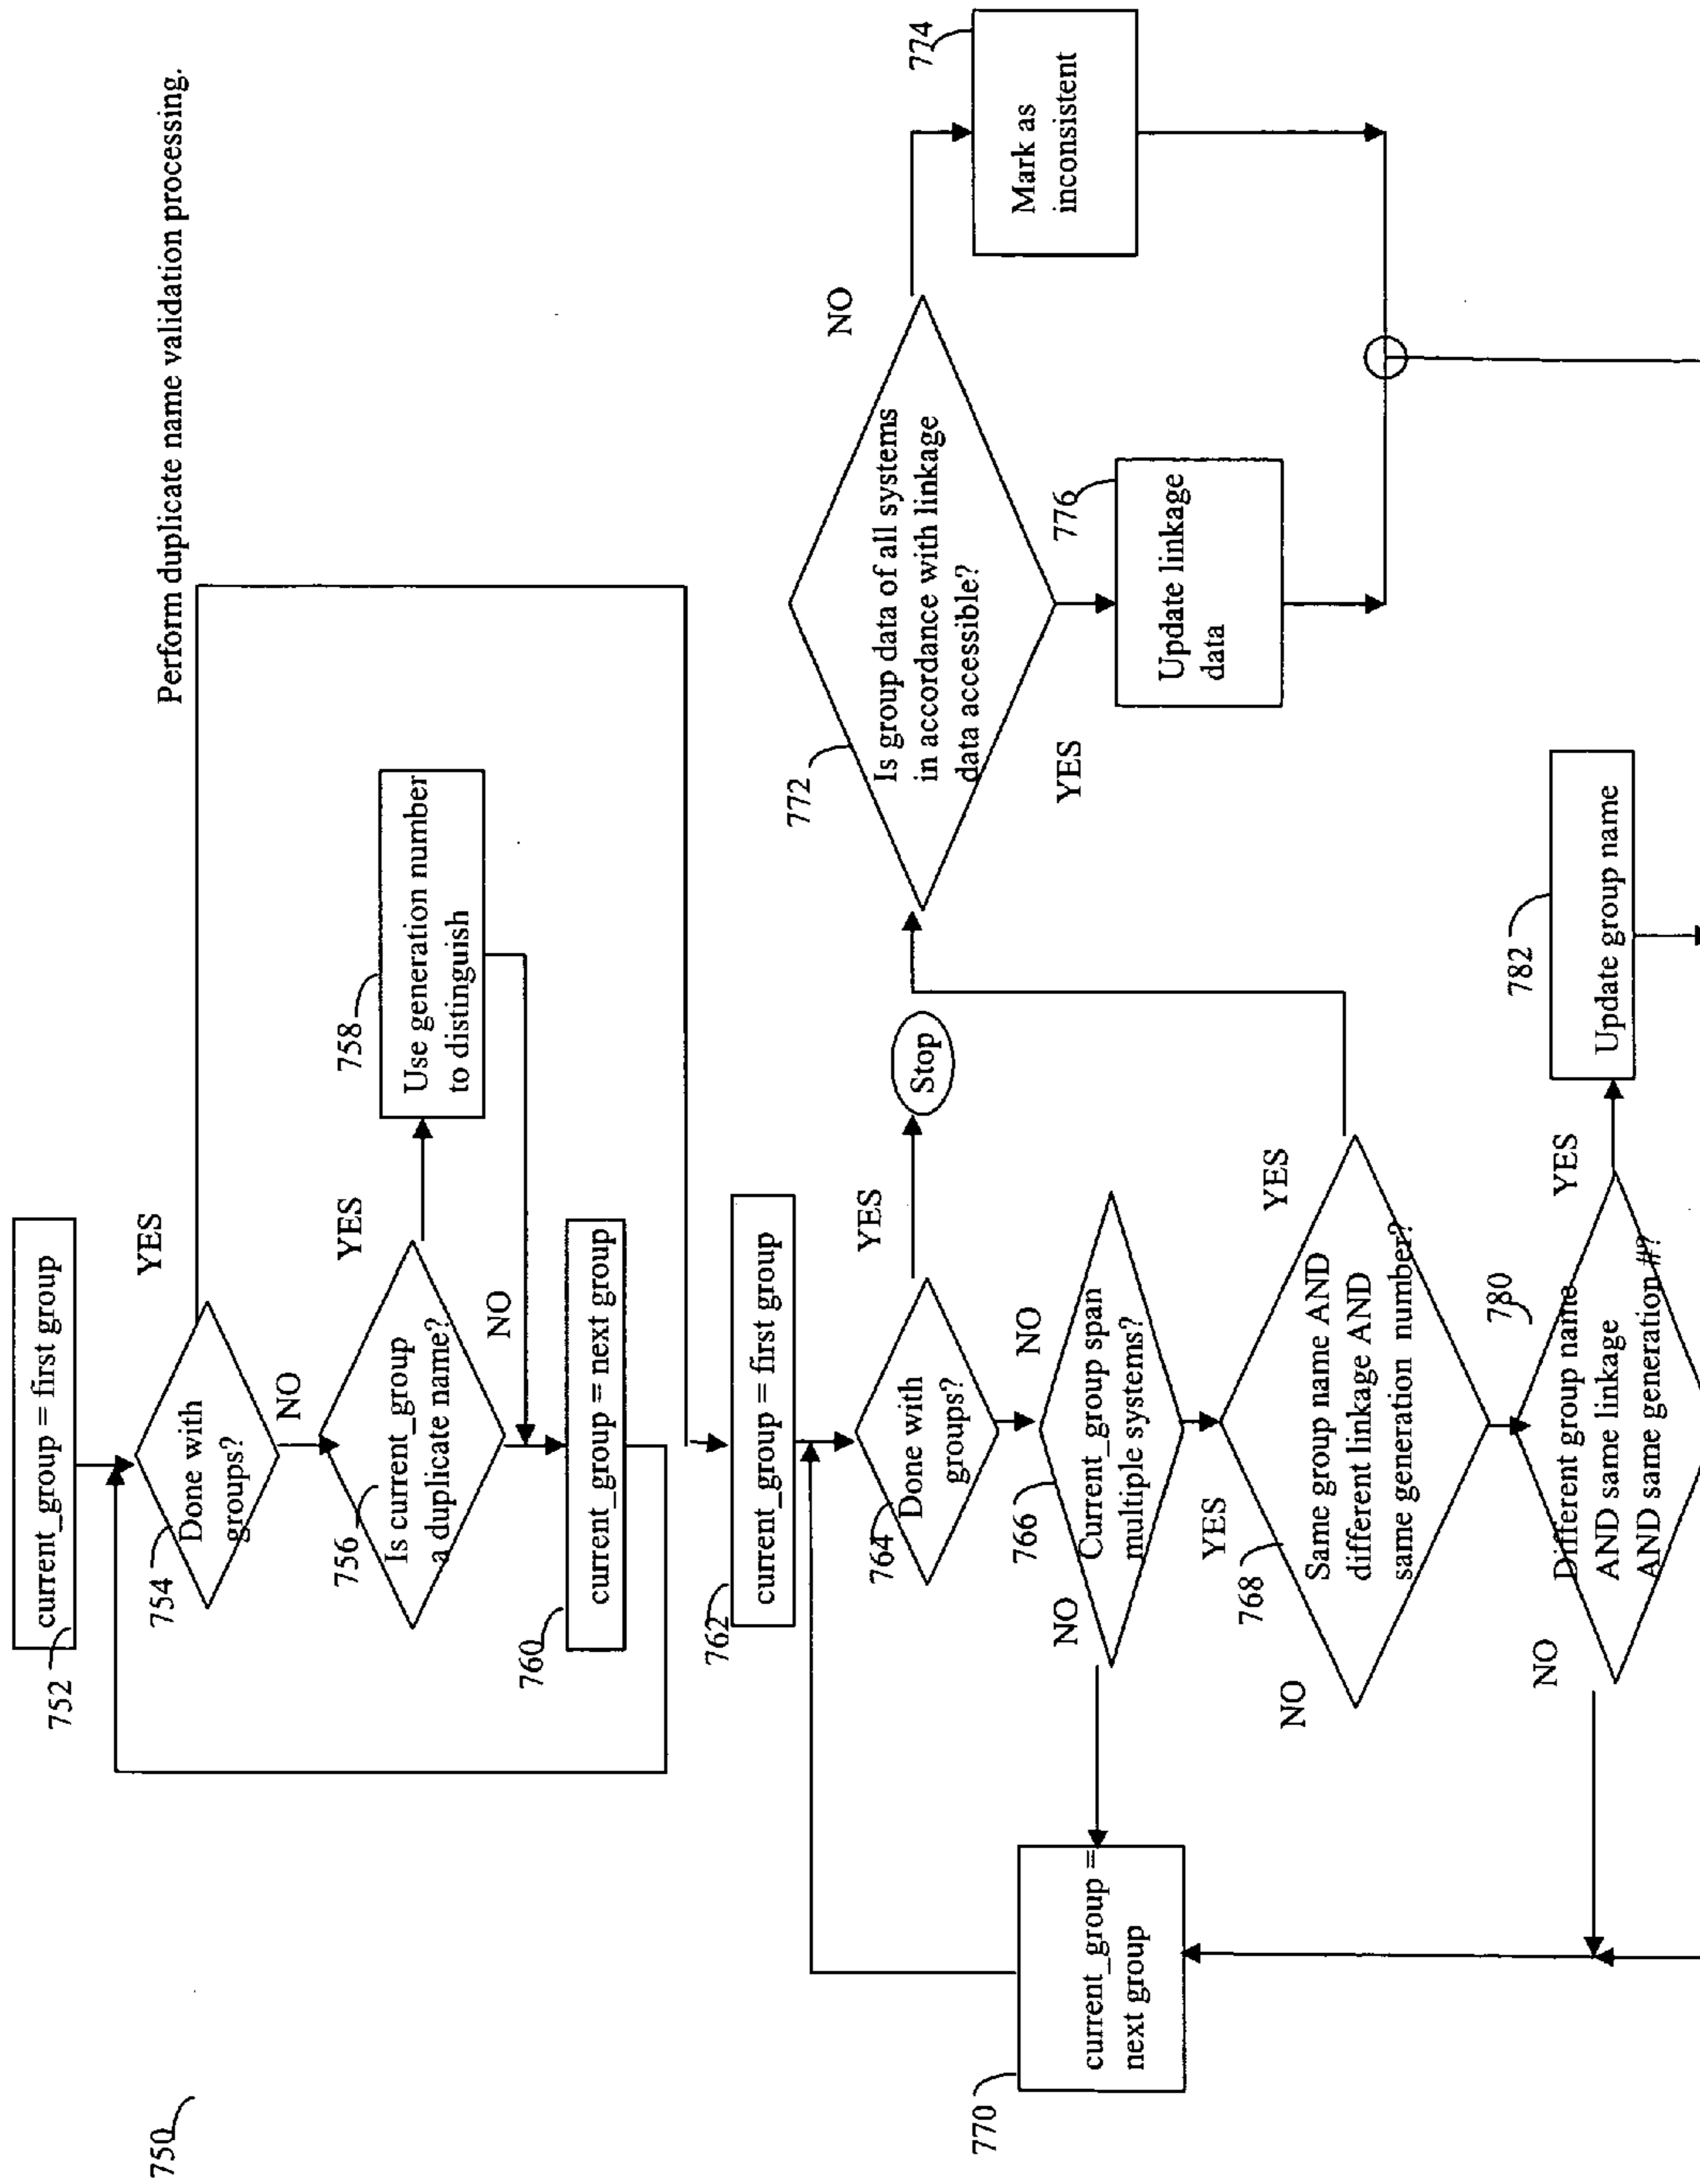 750
Perform duplicate name validation processing.
752
current_group = first group
754
Done with
groups?
YES
NO
756
Is current_group
a duplicate name?
YES
758
Use generation number
to distinguish
NO
760
current_group = next group
762
current_group = first group
764
Done with
groups?
YES
Stop
NO
766
Current_group span
multiple systems?
NO
YES
770
current_group =
next group
768
Same group name AND
different linkage AND
same generation number?
YES
NO
772
Is group data of all systems
in accordance with linkage
data accessible?
NO
774
Mark as
inconsistent
YES
776
Update linkage
data
780
Different group name
AND same linkage
AND same generation #?
NO
YES
782
Update group name